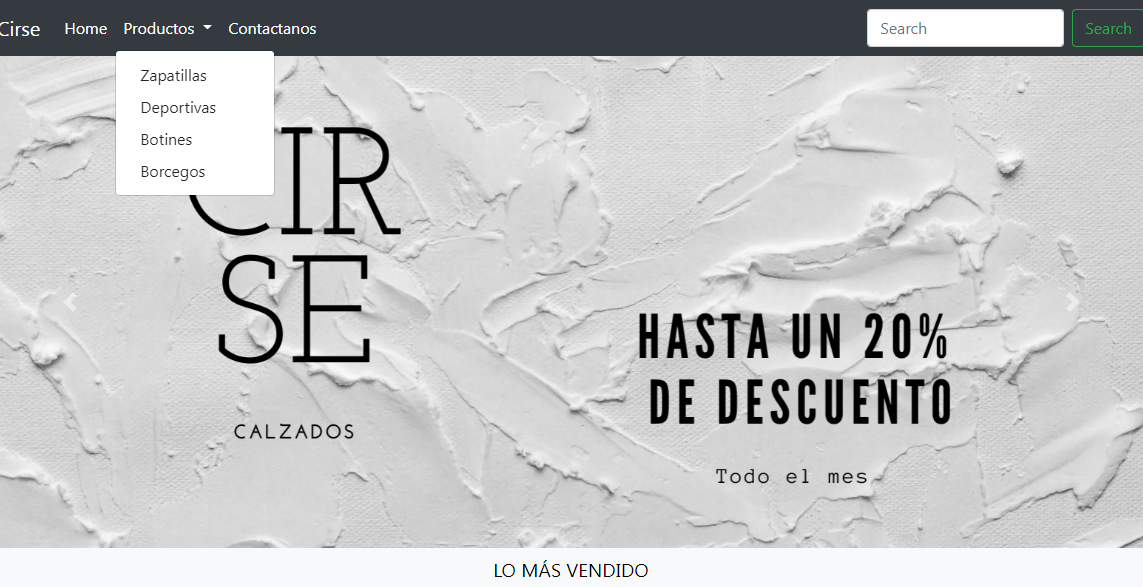 Cirse Home Productos Contactanos Search Search
Zapatillas
Deportivas
Botines
Borcegos
CIR
SE
CALZADOS
HASTA UN 20%
DE DESCUENTO
Todo el mes
LO MÁS VENDIDO